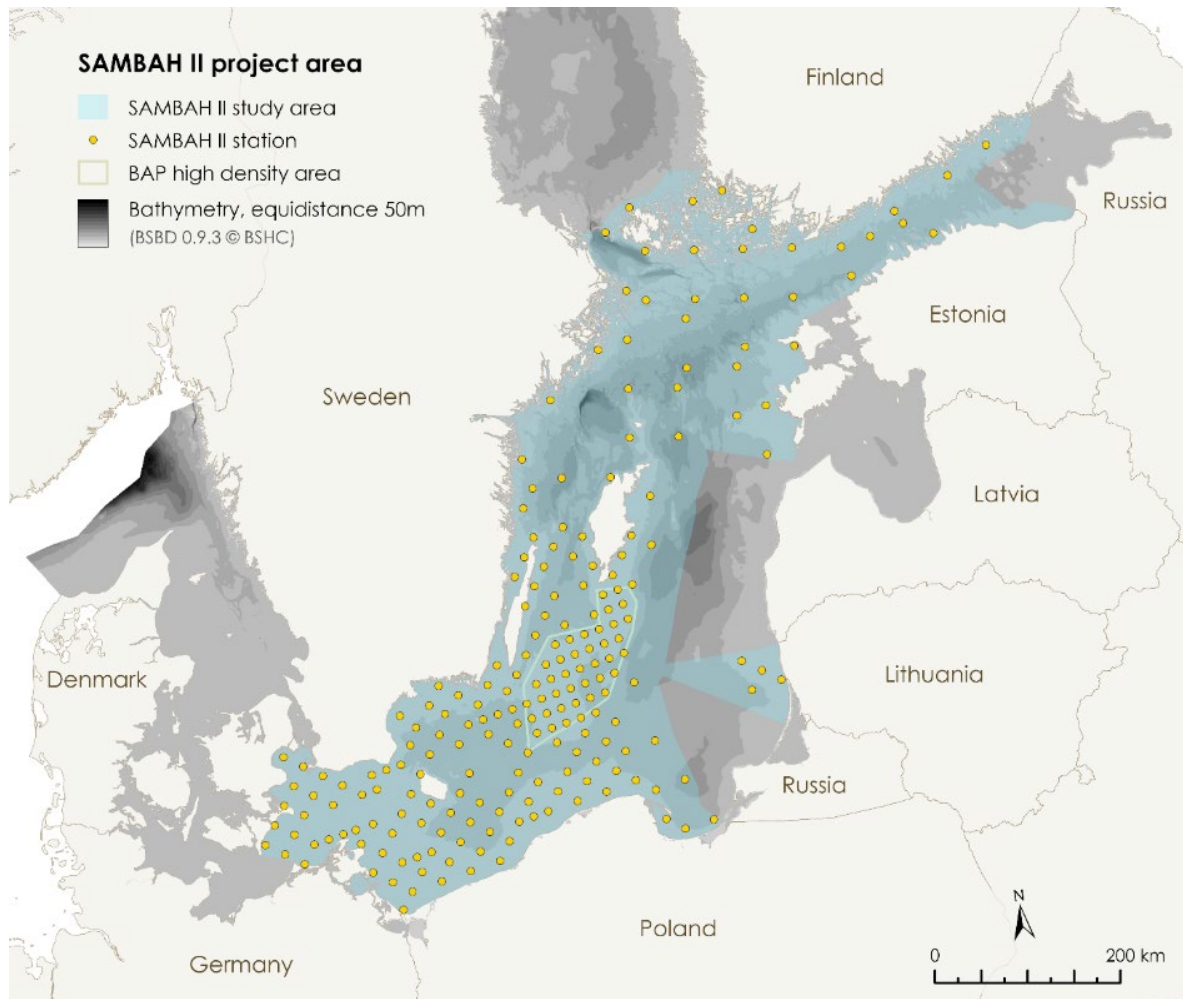 SAMBAH II project area
SAMBAH II study area
SAMBAH II station
BAP high density area
Bathymetry, equidistance 50m
(BSBD 0.9.3 © BSHC)
Finland
Russia
Estonia
Sweden
Latvia
Denmark
Lithuania
Russia
Poland
Germany
N
0 200 km